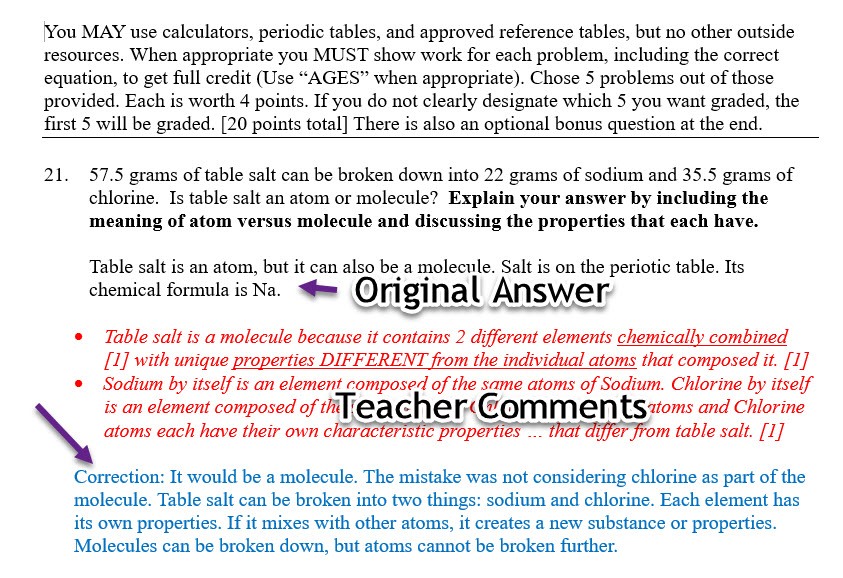 You MAY use calculators, periodic tables, and approved reference tables, but no other outside
resources. When appropriate you MUST show work for each problem, including the correct
equation, to get full credit (Use “AGES” when appropriate). Chose 5 problems out of those
provided. Each is worth 4 points. If you do not clearly designate which 5 you want graded, the
first 5 will be graded. [20 points total] There is also an optional bonus question at the end.
21. 57.5 grams of table salt can be broken down into 22 grams of sodium and 35.5 grams of
chlorine. Is table salt an atom or molecule? Explain your answer by including the
meaning of atom versus molecule and discussing the properties that each have.
Table salt is an atom, but it can also be a molecule. Salt is on the periotic table. Its
chemical formula is Na.
Original Answer
• Table salt is a molecule because it contains 2 different elements chemically combined
[1] with unique properties DIFFERENT from the individual atoms that composed it. [1]
• Sodium by itself is an element composed of the same atoms of Sodium. Chlorine by itself
is an element composed of atoms and Chlorine
Teacher Comments
atoms each have their own characteristic properties ... that differ from table salt. [1]
Correction: It would be a molecule. The mistake was not considering chlorine as part of the
molecule. Table salt can be broken into two things: sodium and chlorine. Each element has
its own properties. If it mixes with other atoms, it creates a new substance or properties.
Molecules can be broken down, but atoms cannot be broken further.